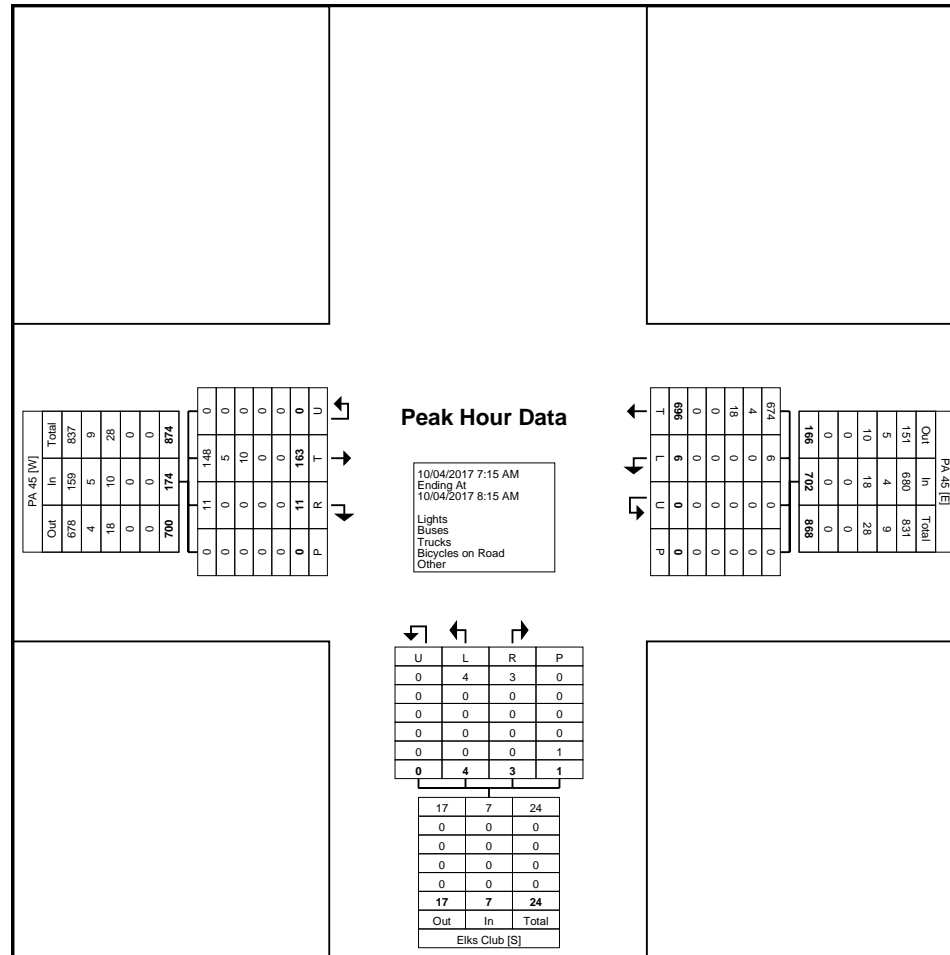 Peak Hour Data
10/04/2017 7:15 AM
Ending At
10/04/2017 8:15 AM
Lights
Buses
Trucks
Bicycles on Road
Other
PA 45 [W]
Total 837 9 28 0 0 874
In 159 5 10 0 0 174
Out 678 4 18 0 0 700
0 0 0 0 0 0 U
148 5 10 0 0 163 T
11 0 0 0 0 11 R
0 0 0 0 0 0 P
T 696 0 0 18 4 674
L 6 0 0 0 0 6
U 0 0 0 0 0 0
P 0 0 0 0 0 0
166 0 0 10 5 151 Out
702 0 0 18 4 680 In
868 0 0 28 9 831 Total
PA 45 [E]
U L R P
0 4 3 0
0 0 0 0
0 0 0 0
0 0 0 0
0 0 0 1
0 4 3 1
17 7 24
0 0 0
0 0 0
0 0 0
0 0 0
17 7 24
Out In Total
Elks Club [S]